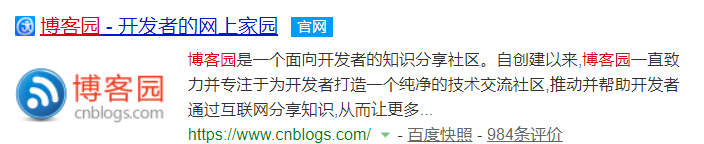 博客园 - 开发者的网上家园 官网
博客园是一个面向开发者的知识分享社区。自创建以来,博客园一直致
力并专注于为开发者打造一个纯净的技术交流社区,推动并帮助开发者
通过互联网分享知识,从而让更多...
博客园
cnblogs.com
https://www.cnblogs.com/ - 百度快照 - 984条评价